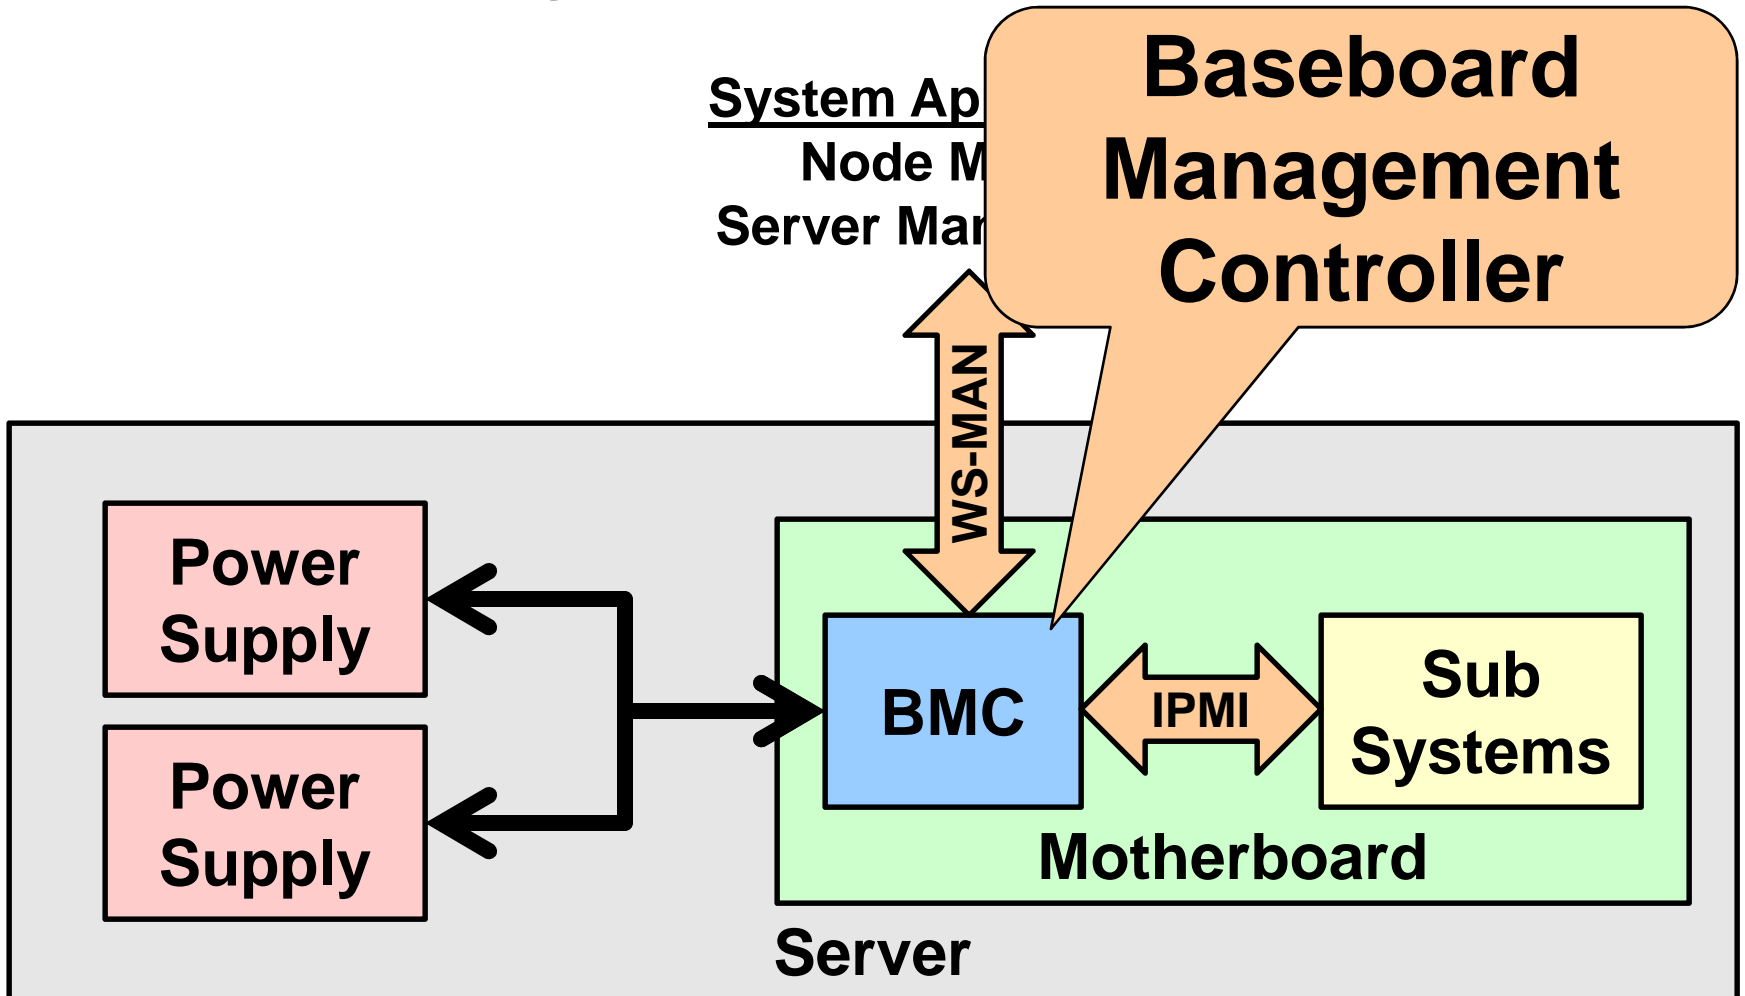 System Ap
Node M
Server Man
Baseboard
Management
Controller
WS-MAN
Power
Supply
Power
Supply
BMC
IPMI
Sub
Systems
Motherboard
Server